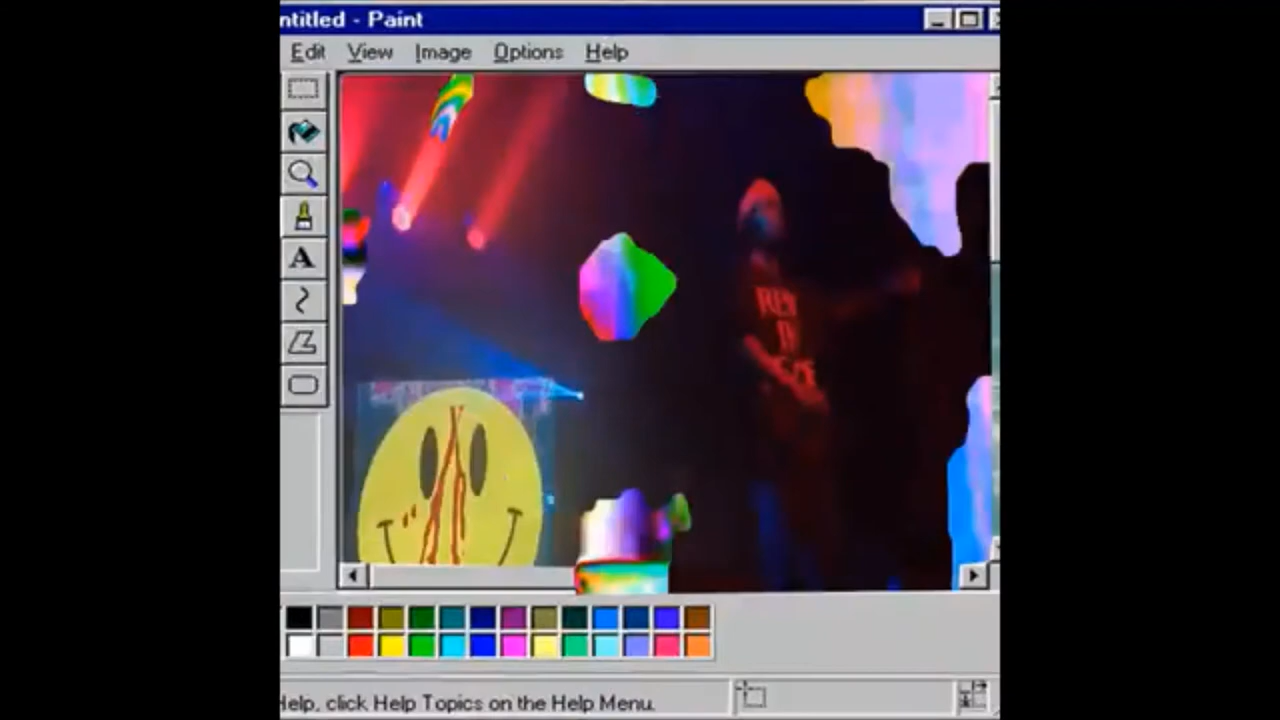 ntitled - Paint
Edit View Image Options Help
A
Help, click Help Topics on the Help Menu.